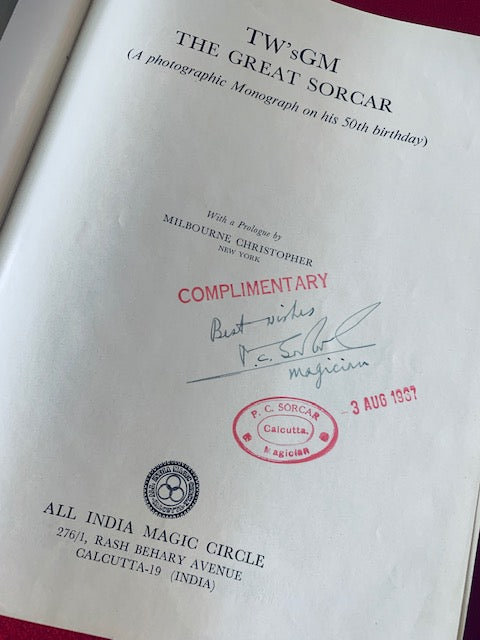 TW'sGM
THE GREAT SORCAR
(A photographic Monograph on his 50th birthday)
With a Prologue by
MILBOURNE CHRISTOPHER
NEW YORK
COMPLIMENTARY
Best wishes
P.C. Sorcar
magician
- 3 AUG 1967
P. C. SORCAR
Calcutta.
MagiciaR
ALL INDIA MAGIC CIRCLE
276/1, RASH BEHARY AVENUE
CALCUTTA-19 (INDIA)